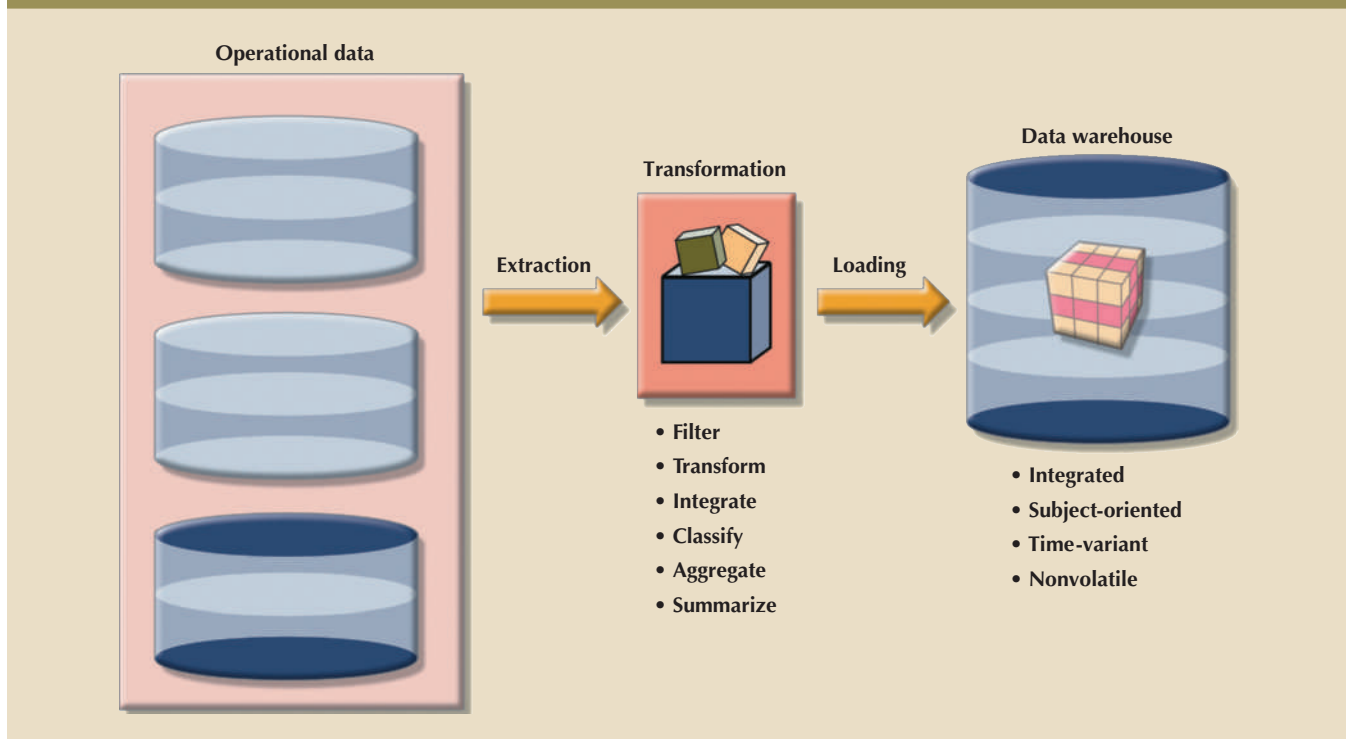 Operational data
Extraction
Transformation
• Filter
• Transform
• Integrate
• Classify
• Aggregate
• Summarize
Loading
Data warehouse
• Integrated
• Subject-oriented
• Time-variant
• Nonvolatile